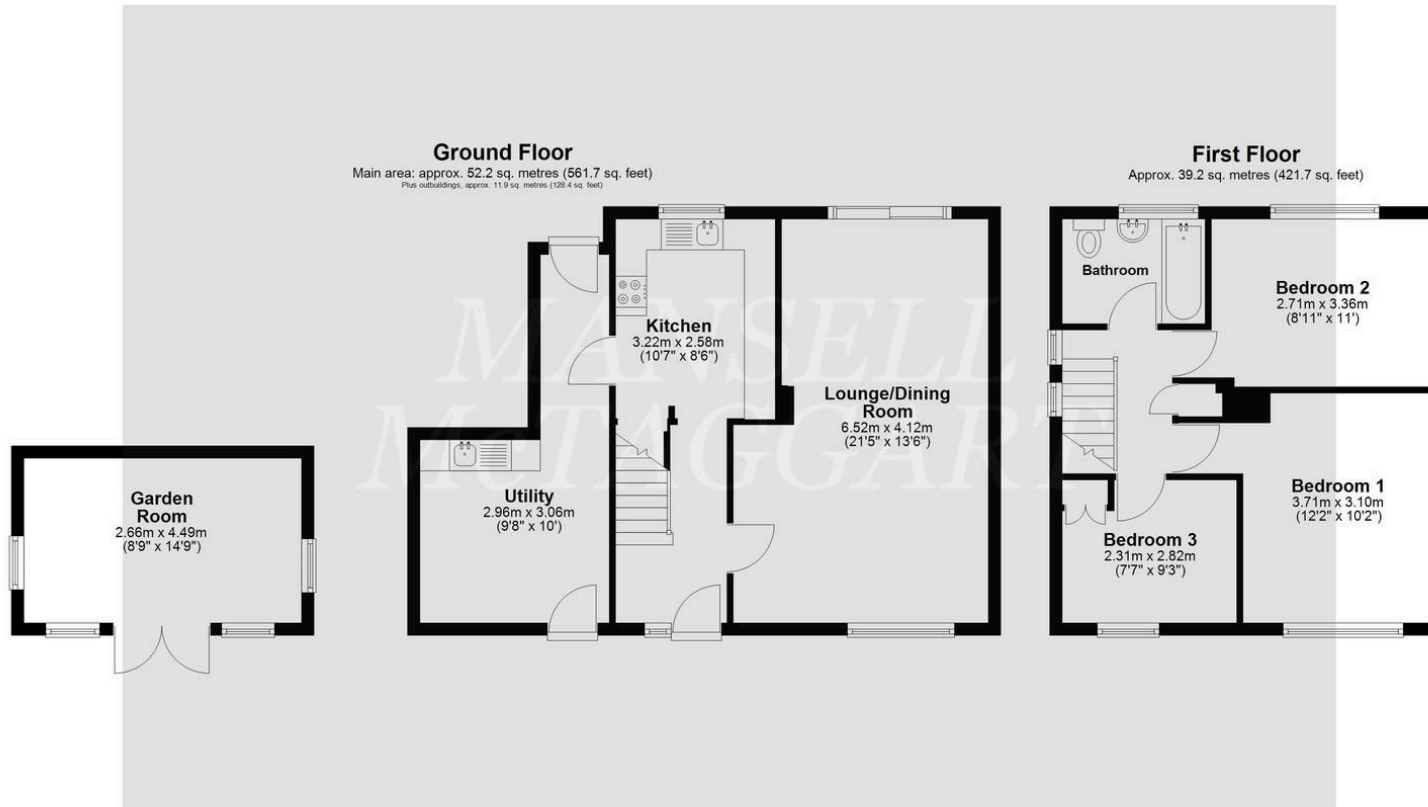 Ground Floor
Main area: approx. 52.2 sq. metres (561.7 sq. feet)
Plus outbuildings, approx. 11.9 sq. metres (128.4 sq. feet)
First Floor
Approx. 39.2 sq. metres (421.7 sq. feet)
Kitchen
3.22m x 2.58m
(10'7" x 8'6")
Lounge/Dining
Room
6.52m x 4.12m
(21'5" x 13'6")
Utility
2.96m x 3.06m
(9'8" x 10')
Garden
Room
2.66m x 4.49m
(8'9" x 14'9")
Bathroom
Bedroom 2
2.71m x 3.36m
(8'11" x 11')
Bedroom 1
3.71m x 3.10m
(12'2" x 10'2")
Bedroom 3
2.31m x 2.82m
(7'7" x 9'3")
MANSELL
McTAGGART